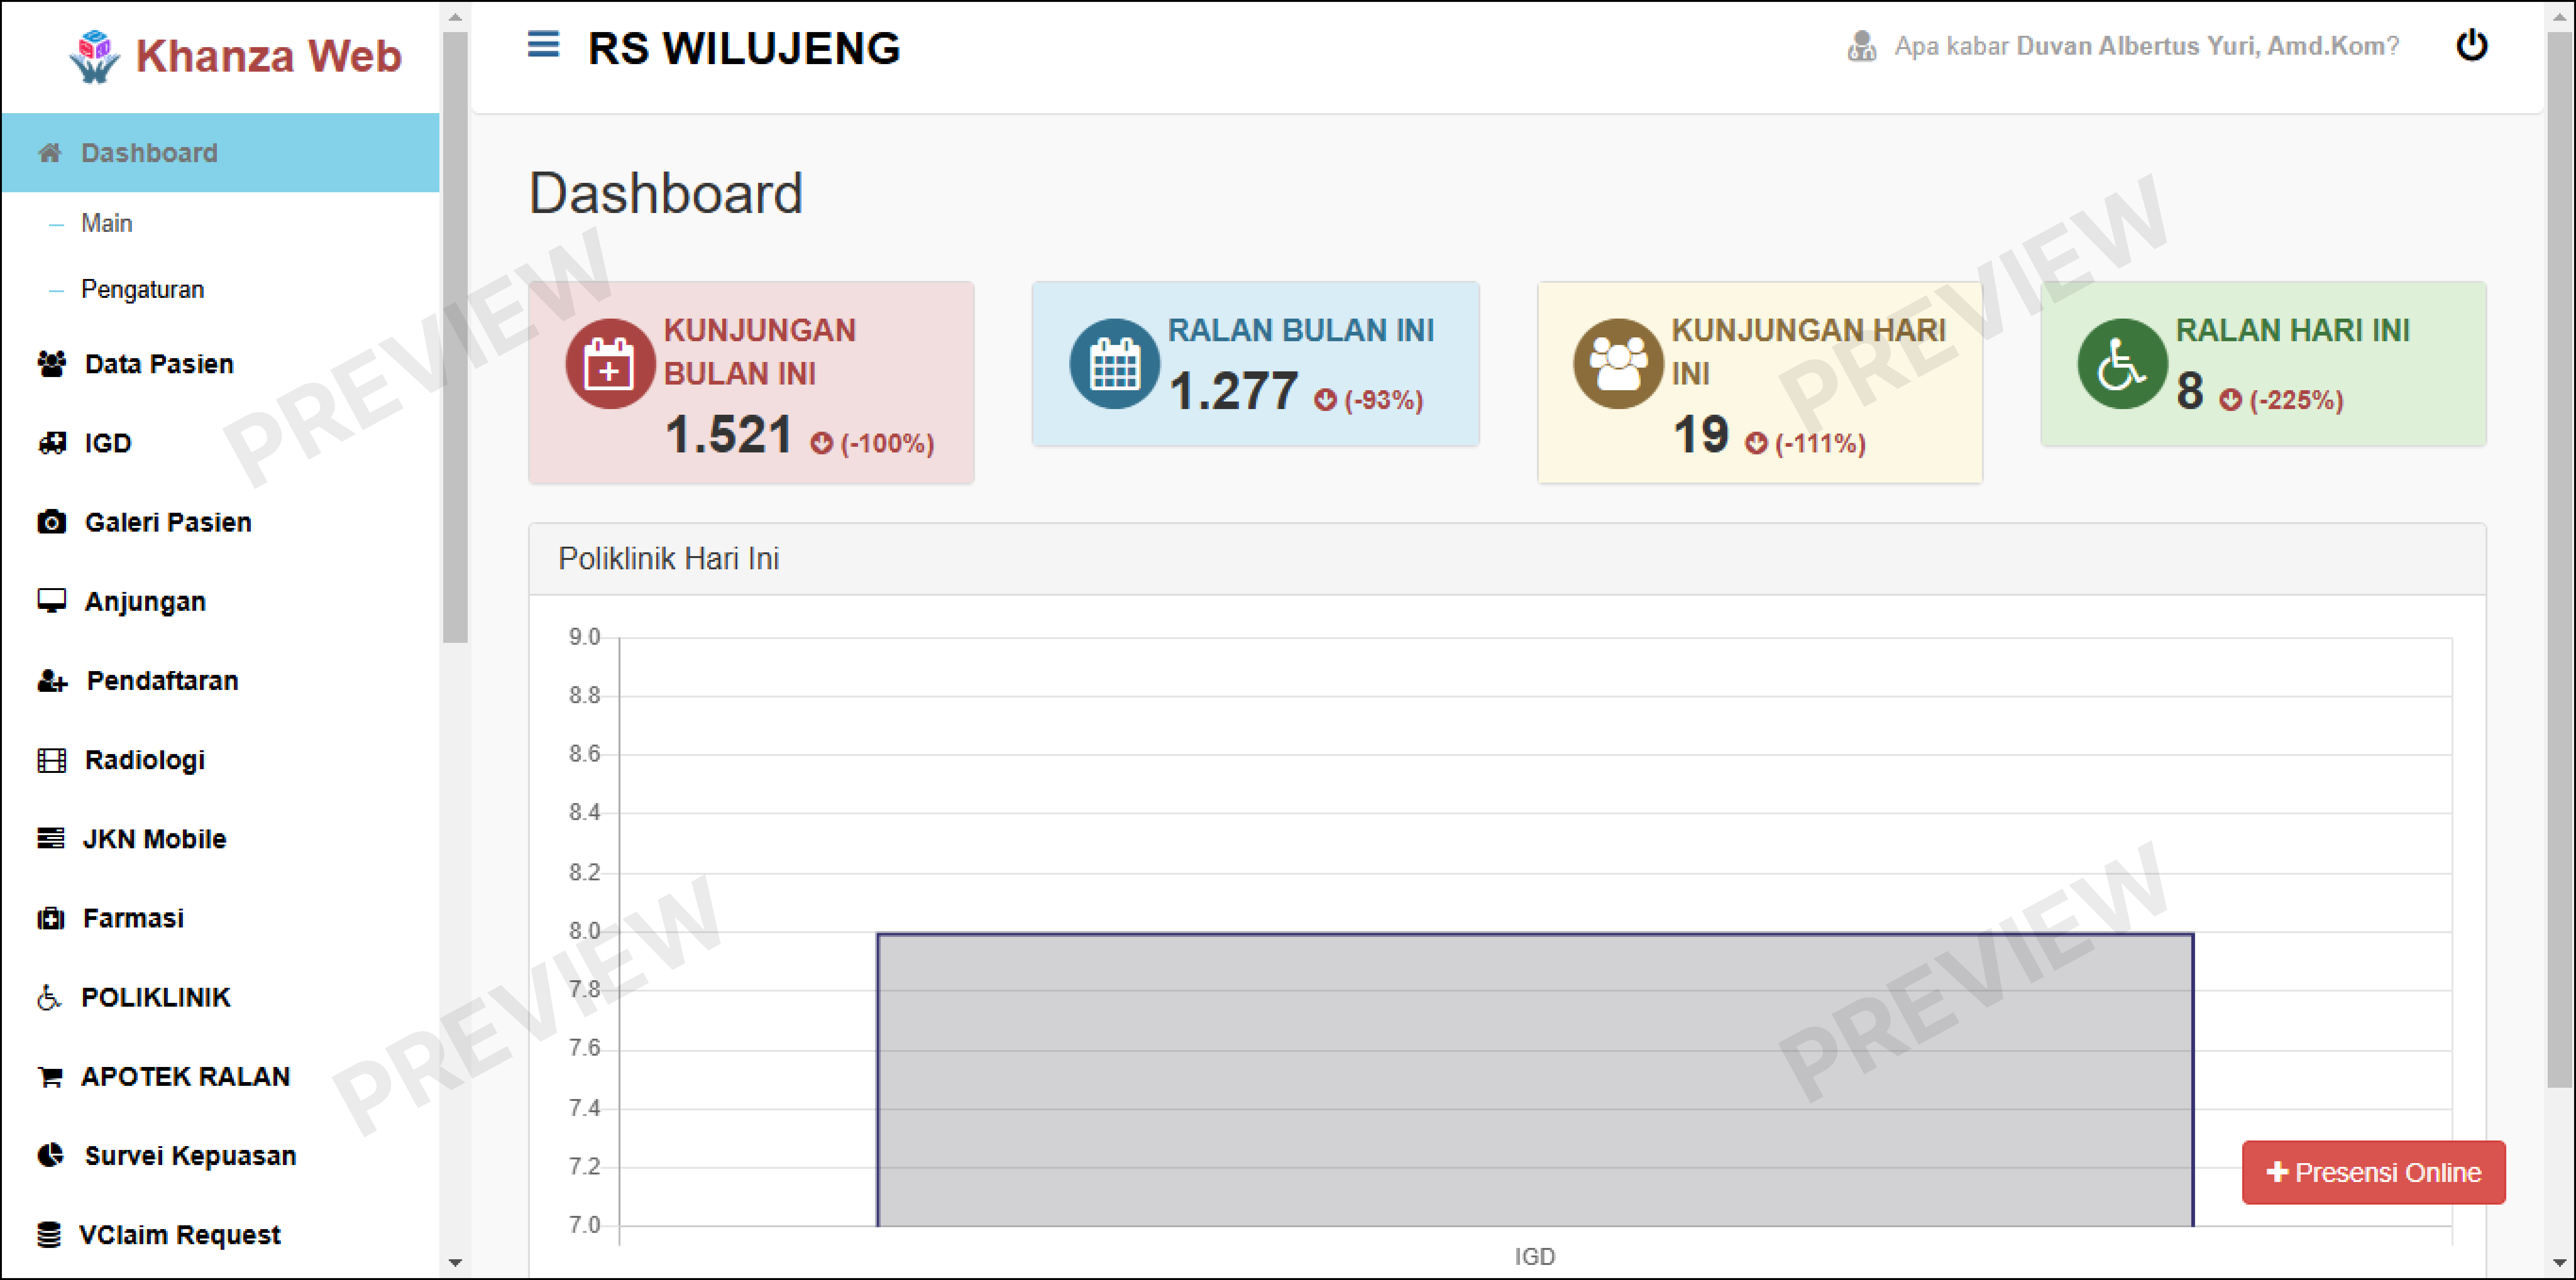 Khanza Web
RS WILUJENG
Apa kabar Duvan Albertus Yuri, Amd.Kom?
Dashboard
Main
Pengaturan
Data Pasien
IGD
Galeri Pasien
Anjungan
Pendaftaran
Radiologi
JKN Mobile
Farmasi
POLIKLINIK
APOTEK RALAN
Survei Kepuasan
VClaim Request
Dashboard
KUNJUNGAN
BULAN INI
1.521 (-100%)
RALAN BULAN INI
1.277 (-93%)
KUNJUNGAN HARI
INI
19 (-111%)
RALAN HARI INI
8 (-225%)
Poliklinik Hari Ini
9.0
8.8
8.6
8.4
8.2
8.0
7.8
7.6
7.4
7.2
7.0
IGD
Presensi Online
PREVIEW
PREVIEW
PREVIEW
PREVIEW